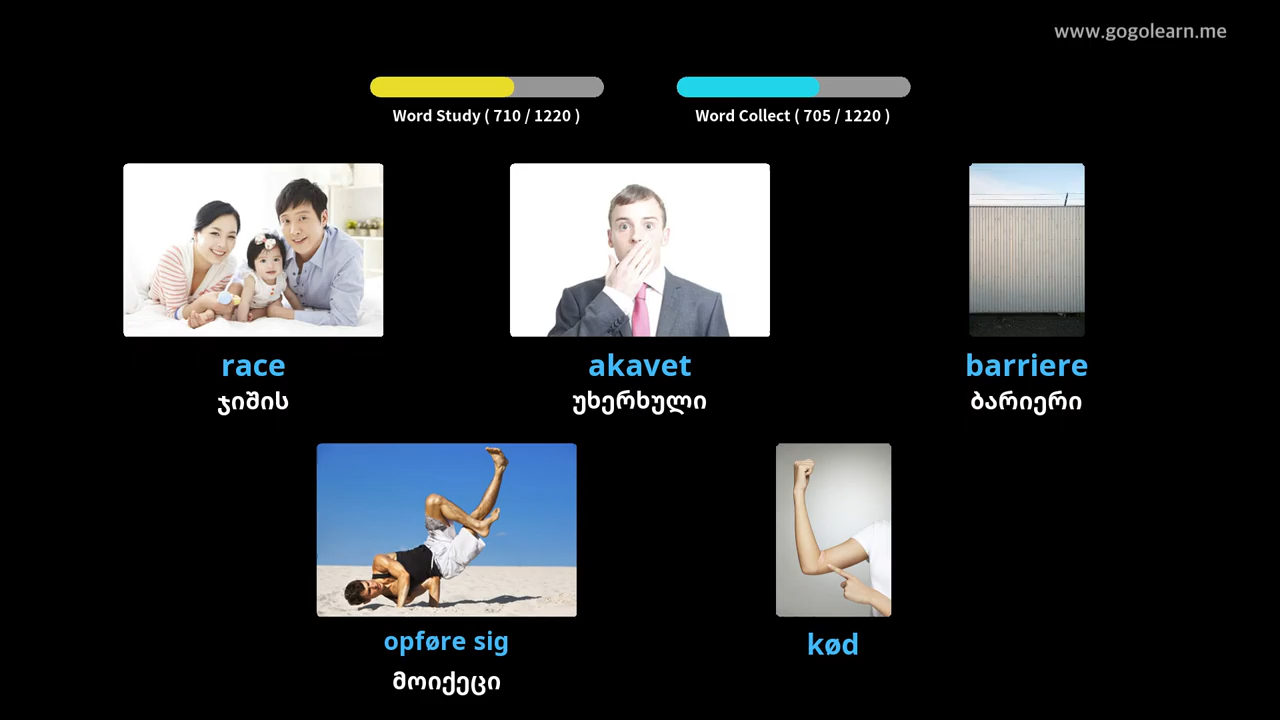 www.gogolearn.me
Word Study ( 710 / 1220 )
Word Collect ( 705 / 1220 )
race
ჯიშის
akavet
უხერხული
barriere
ბარიერი
opføre sig
მოიქეცი
kød